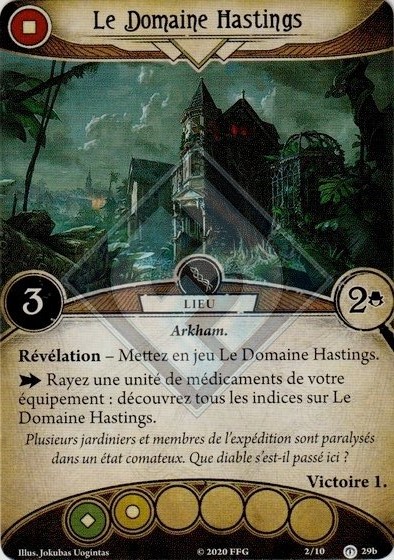 Le Domaine Hastings
3
LIEU
2
Arkham.
Révélation – Mettez en jeu Le Domaine Hastings.
Rayez une unité de médicaments de votre
équipement : découvrez tous les indices sur Le
Domaine Hastings.
Plusieurs jardiniers et membres de l'expédition sont paralysés
dans un état comateux. Que diable s'est-il passé ici ?
Victoire 1.
Illus. Jokubas Uogintas
© 2020 FFG
2/10
29b